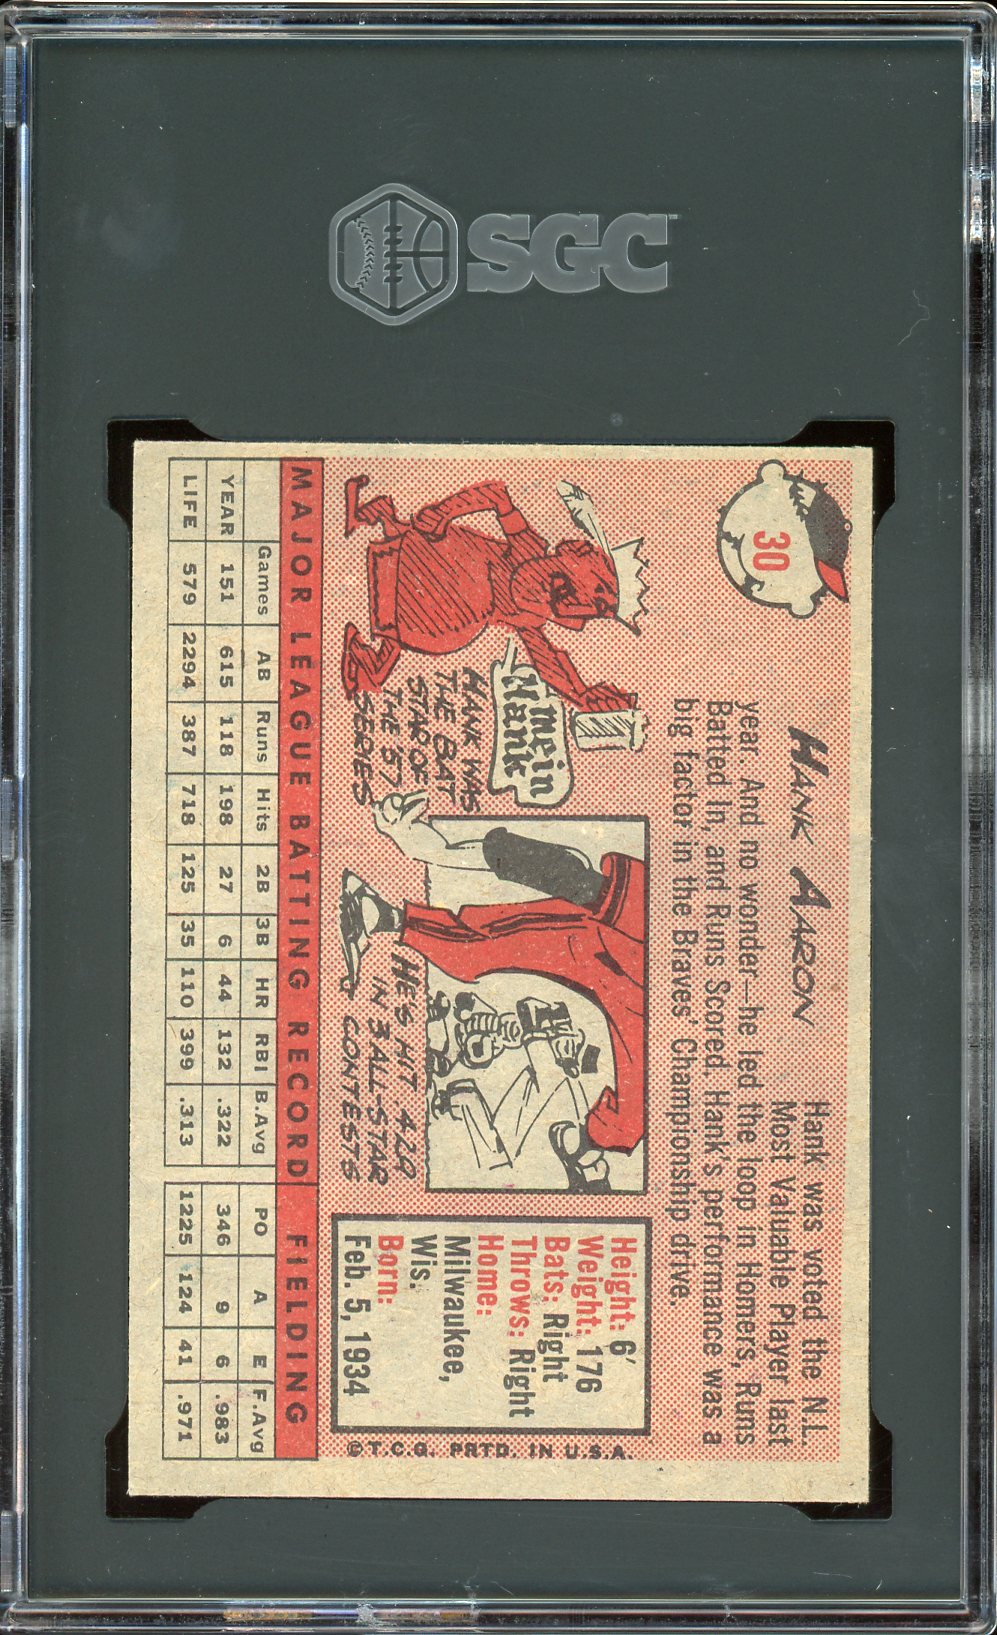 SGC
30
HANK AARON
Hank was voted the N.L.
Most Valuable Player last
year. And no wonder—he led the loop in Homers, Runs
Batted In, and Runs Scored. Hank's performance was a
big factor in the Braves' Championship drive.
Mein
Hank
HANK WAS
THE BAT
STAR OF
THE '57
SERIES
HE'S HIT .429
IN 3 ALL-STAR
CONTESTS
Height: 6'
Weight: 176
Bats: Right
Throws: Right
Home:
Milwaukee,
Wis.
Born:
Feb. 5, 1934
© T.C.G. PRTD. IN U.S.A.
MAJOR LEAGUE BATTING RECORD FIELDING
Games AB Runs Hits 2B 3B HR RBI B.Avg PO A E F.Avg
YEAR 151 615 118 198 27 6 44 132 .322 346 9 6 .983
LIFE 579 2294 387 718 125 35 110 399 .313 1225 124 41 .971